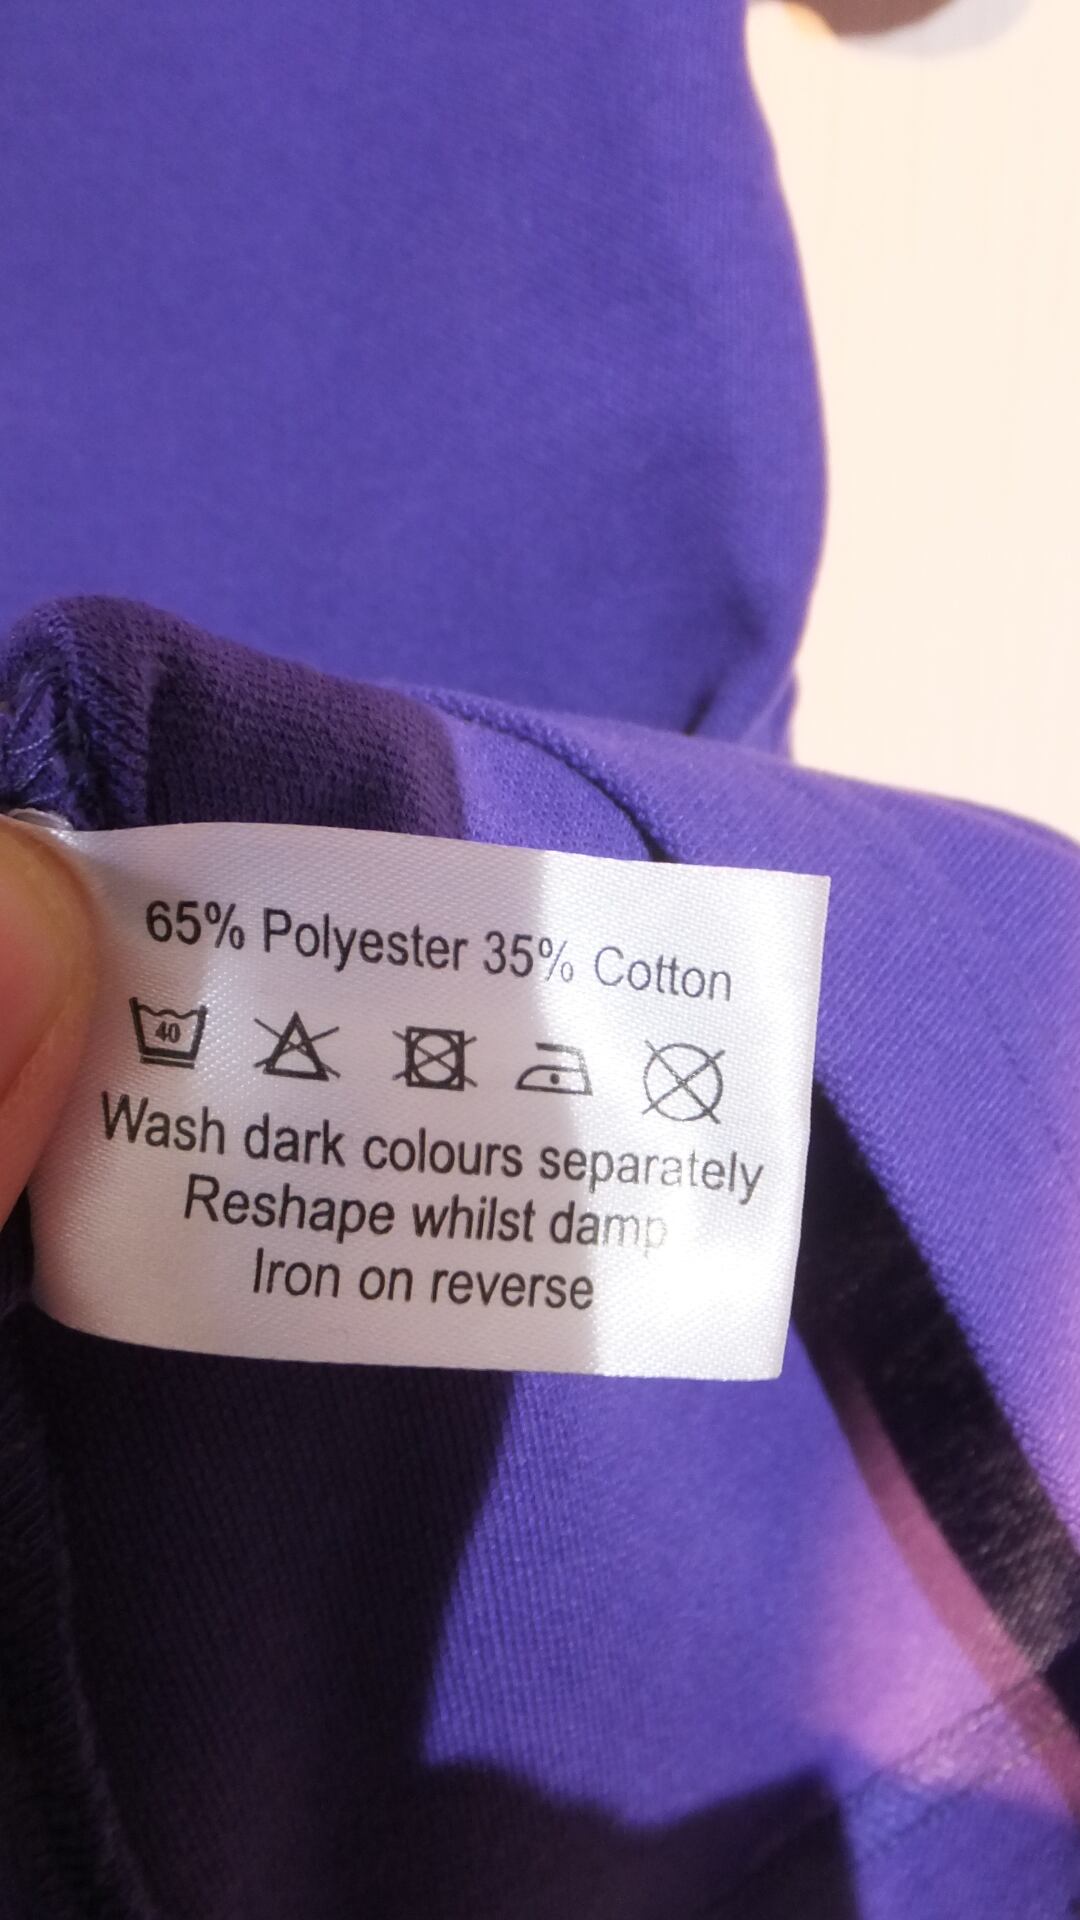 65% Polyester 35% Cotton
40
Wash dark colours separately
Reshape whilst damp
Iron on reverse